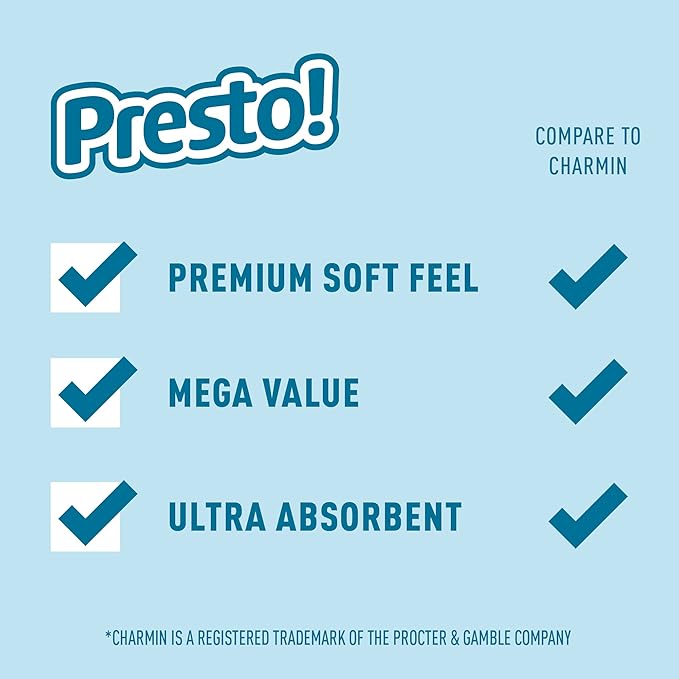 Presto!
COMPARE TO
CHARMIN
PREMIUM SOFT FEEL
MEGA VALUE
ULTRA ABSORBENT
*CHARMIN IS A REGISTERED TRADEMARK OF THE PROCTER & GAMBLE COMPANY